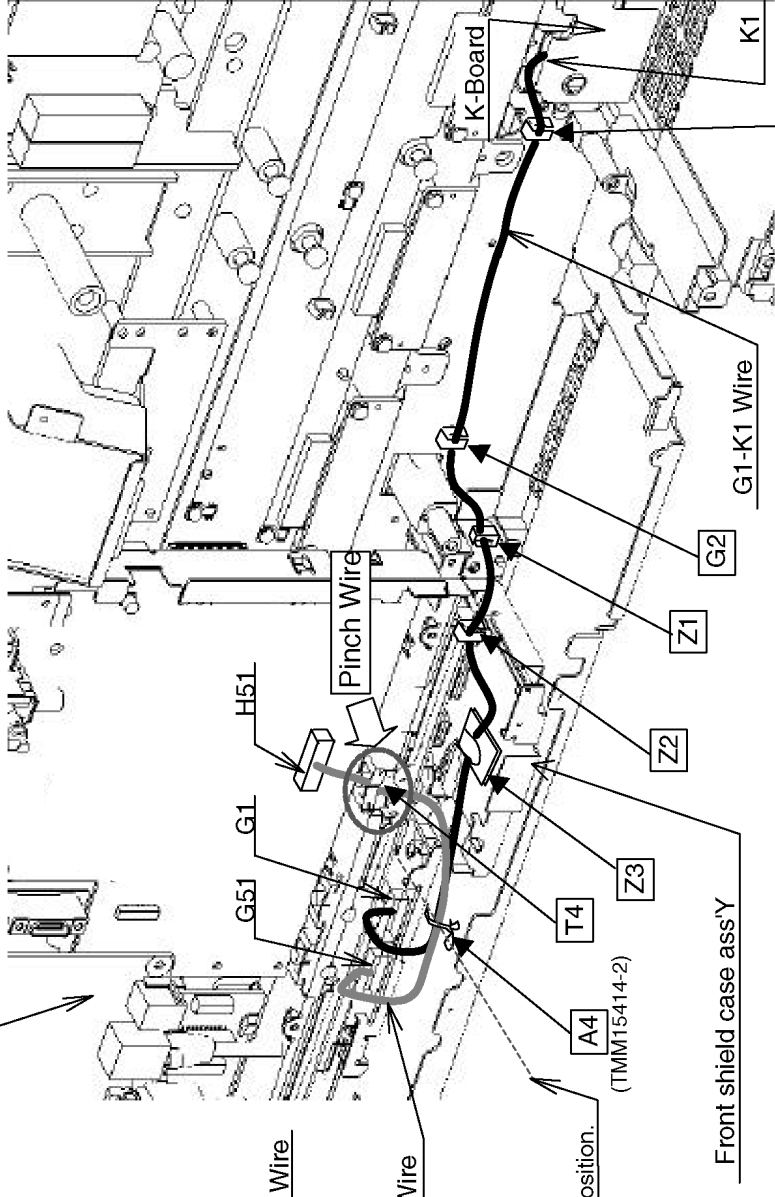 K-Board
K1
G1-K1 Wire
G2
Pinch Wire
Z1
H51
Z2
G1
G51
Z3
T4
A4
(TMM15414-2)
Front shield case ass'Y
Wire
Wire
osition.